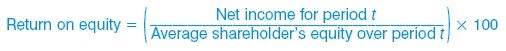 Return on equity = (Net income for period t / Average shareholder's equity over period t) × 100